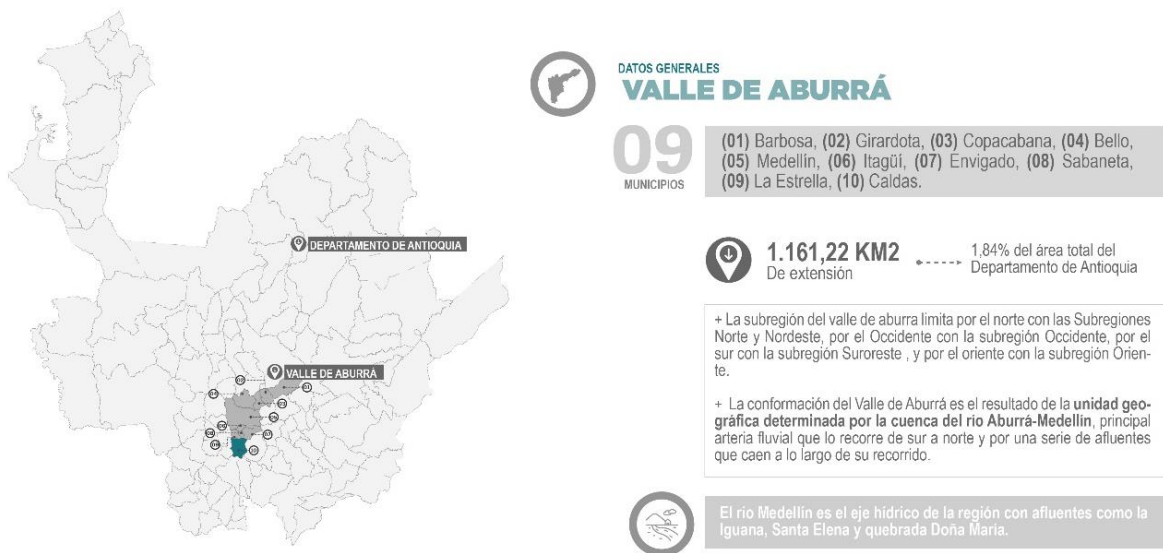 DATOS GENERALES
VALLE DE ABURRÁ
09
MUNICIPIOS
(01) Barbosa, (02) Girardota, (03) Copacabana, (04) Bello,
(05) Medellín, (06) Itagüí, (07) Envigado, (08) Sabaneta,
(09) La Estrella, (10) Caldas.
DEPARTAMENTO DE ANTIOQUIA
1.161,22 KM2
De extensión
1,84% del área total del
Departamento de Antioquia
+ La subregión del valle de aburra limita por el norte con las Subregiones
Norte y Nordeste, por el Occidente con la subregión Occidente, por el
sur con la subregión Suroreste , y por el oriente con la subregión Orien-
te.
+ La conformación del Valle de Aburrá es el resultado de la unidad geo-
gráfica determinada por la cuenca del río Aburrá-Medellín, principal
arteria fluvial que lo recorre de sur a norte y por una serie de afluentes
que caen a lo largo de su recorrido.
VALLE DE ABURRÁ
01
04
03
05
07
El río Medellín es el eje hídrico de la región con afluentes como la
Iguana, Santa Elena y quebrada Doña María.